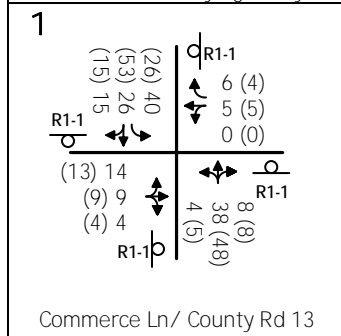 1
(15) 15
(53) 26
(26) 40
R1-1
6 (4)
5 (5)
0 (0)
R1-1
(13) 14
(9) 9
(4) 4
R1-1
4 (5)
38 (48)
8 (8)
R1-1
Commerce Ln/ County Rd 13